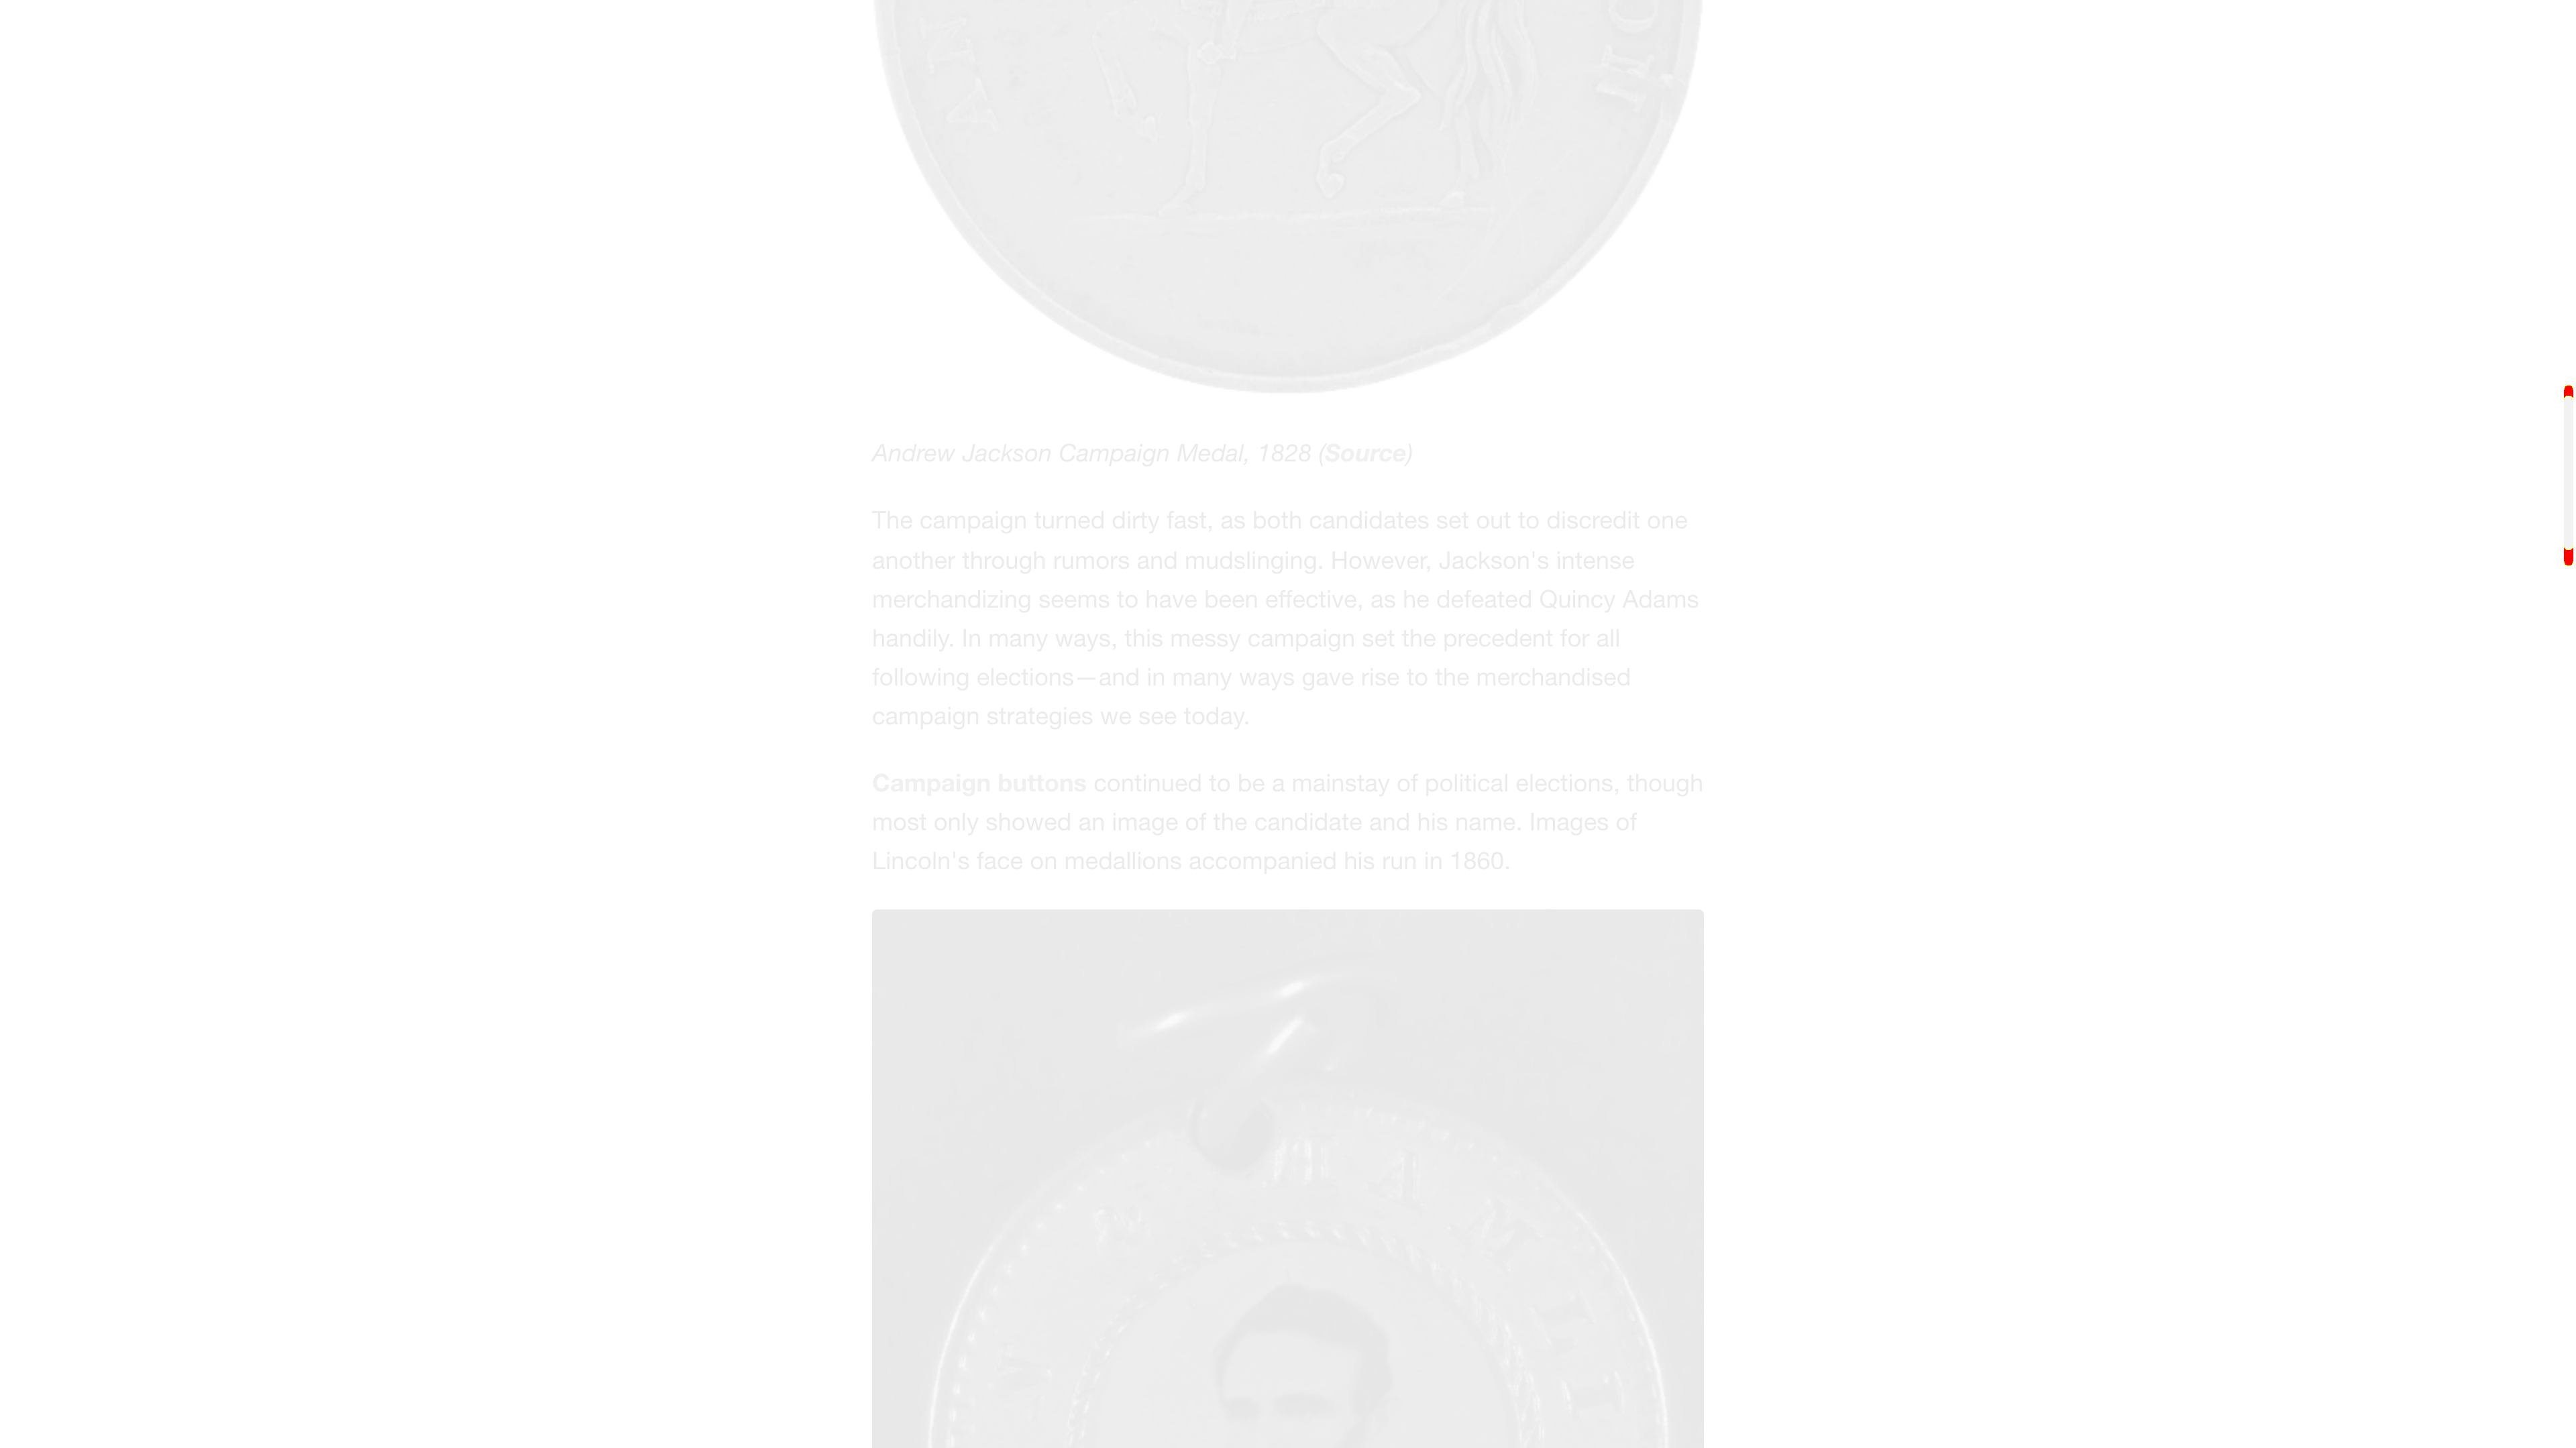 Andrew Jackson Campaign Medal, 1828 (Source)
The campaign turned dirty fast, as both candidates set out to discredit one
another through rumors and mudslinging. However, Jackson's intense
merchandizing seems to have been effective, as he defeated Quincy Adams
handily. In many ways, this messy campaign set the precedent for all
following elections—and in many ways gave rise to the merchandised
campaign strategies we see today.
Campaign buttons continued to be a mainstay of political elections, though
most only showed an image of the candidate and his name. Images of
Lincoln's face on medallions accompanied his run in 1860.